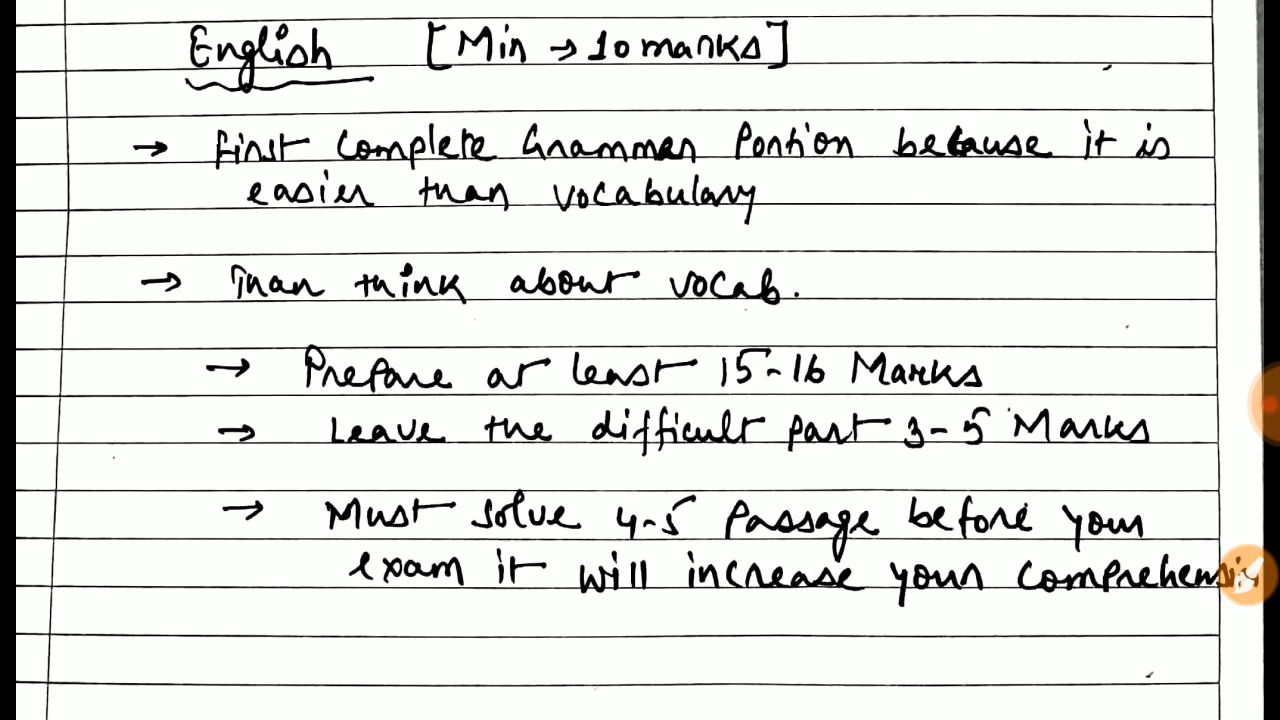 English [Min → 10 marks]
→ First complete Grammer Portion because it is
easier than vocabulary
→ Than think about vocab.
→ Prepare at least 15-16 Marks
→ Leave the difficult part 3-5 Marks
→ Must solve 4-5 passage before your
exam it will increase your